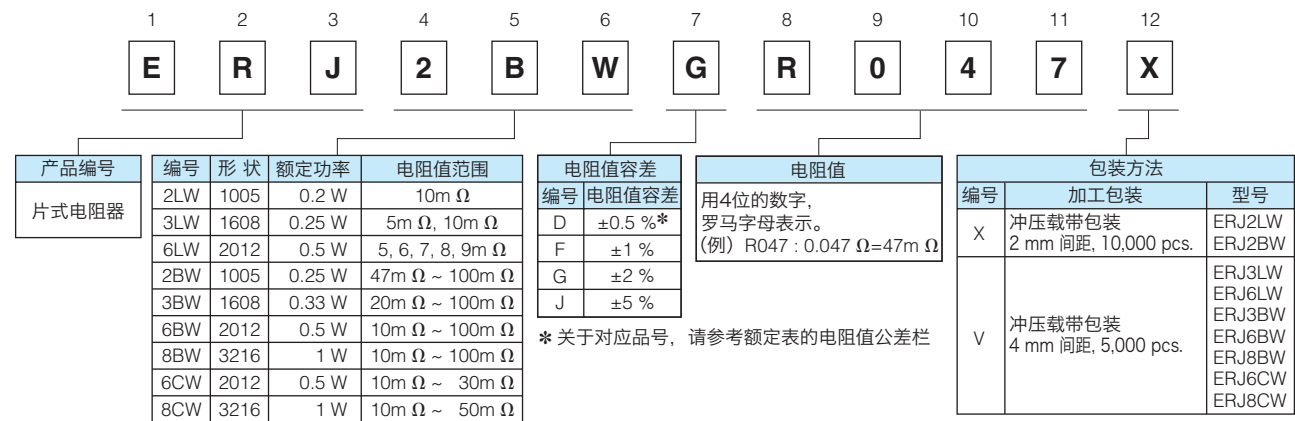 1 2 3 4 5 6 7 8 9 10 11 12
E R J 2 B W G R 0 4 7 X
产品编号
片式电阻器
编号 形 状 额定功率 电阻值范围
2LW 1005 0.2 W 10m Ω
3LW 1608 0.25 W 5m Ω, 10m Ω
6LW 2012 0.5 W 5, 6, 7, 8, 9m Ω
2BW 1005 0.25 W 47m Ω ~ 100m Ω
3BW 1608 0.33 W 20m Ω ~ 100m Ω
6BW 2012 0.5 W 10m Ω ~ 100m Ω
8BW 3216 1 W 10m Ω ~ 100m Ω
6CW 2012 0.5 W 10m Ω ~ 30m Ω
8CW 3216 1 W 10m Ω ~ 50m Ω
电阻值容差
编号 电阻值容差
D ±0.5 %*
F ±1 %
G ±2 %
J ±5 %
* 关于对应品号，请参考额定表的电阻值公差栏
电阻值
用4位的数字，
罗马字母表示。
(例) R047 : 0.047 Ω=47m Ω
包装方法
编号 加工包装 型号
X 冲压载带包装
2 mm 间距, 10,000 pcs.
ERJ2LW
ERJ2BW
V 冲压载带包装
4 mm 间距, 5,000 pcs.
ERJ3LW
ERJ6LW
ERJ3BW
ERJ6BW
ERJ8BW
ERJ6CW
ERJ8CW